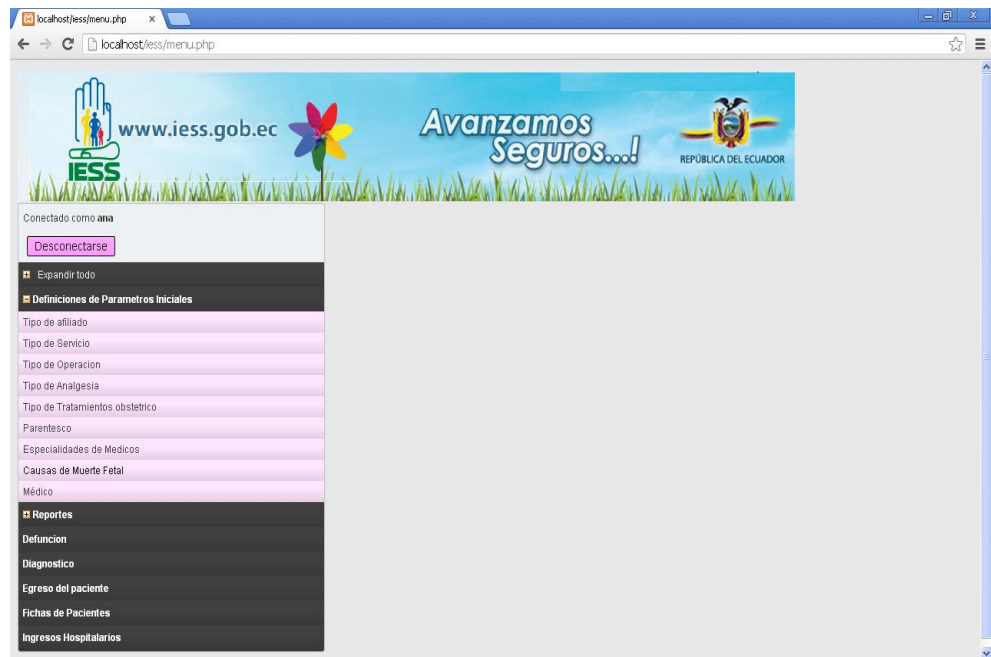 localhost/iess/menu.php
localhost/iess/menu.php
www.iess.gob.ec
IESS
Avanzamos
Seguros...!
REPÚBLICA DEL ECUADOR
Conectado como ana
Desconectarse
Expandir todo
Definiciones de Parametros Iniciales
Tipo de afiliado
Tipo de Servicio
Tipo de Operacion
Tipo de Analgesia
Tipo de Tratamientos obstetrico
Parentesco
Especialidades de Medicos
Causas de Muerte Fetal
Médico
Reportes
Defuncion
Diagnostico
Egreso del paciente
Fichas de Pacientes
Ingresos Hospitalarios